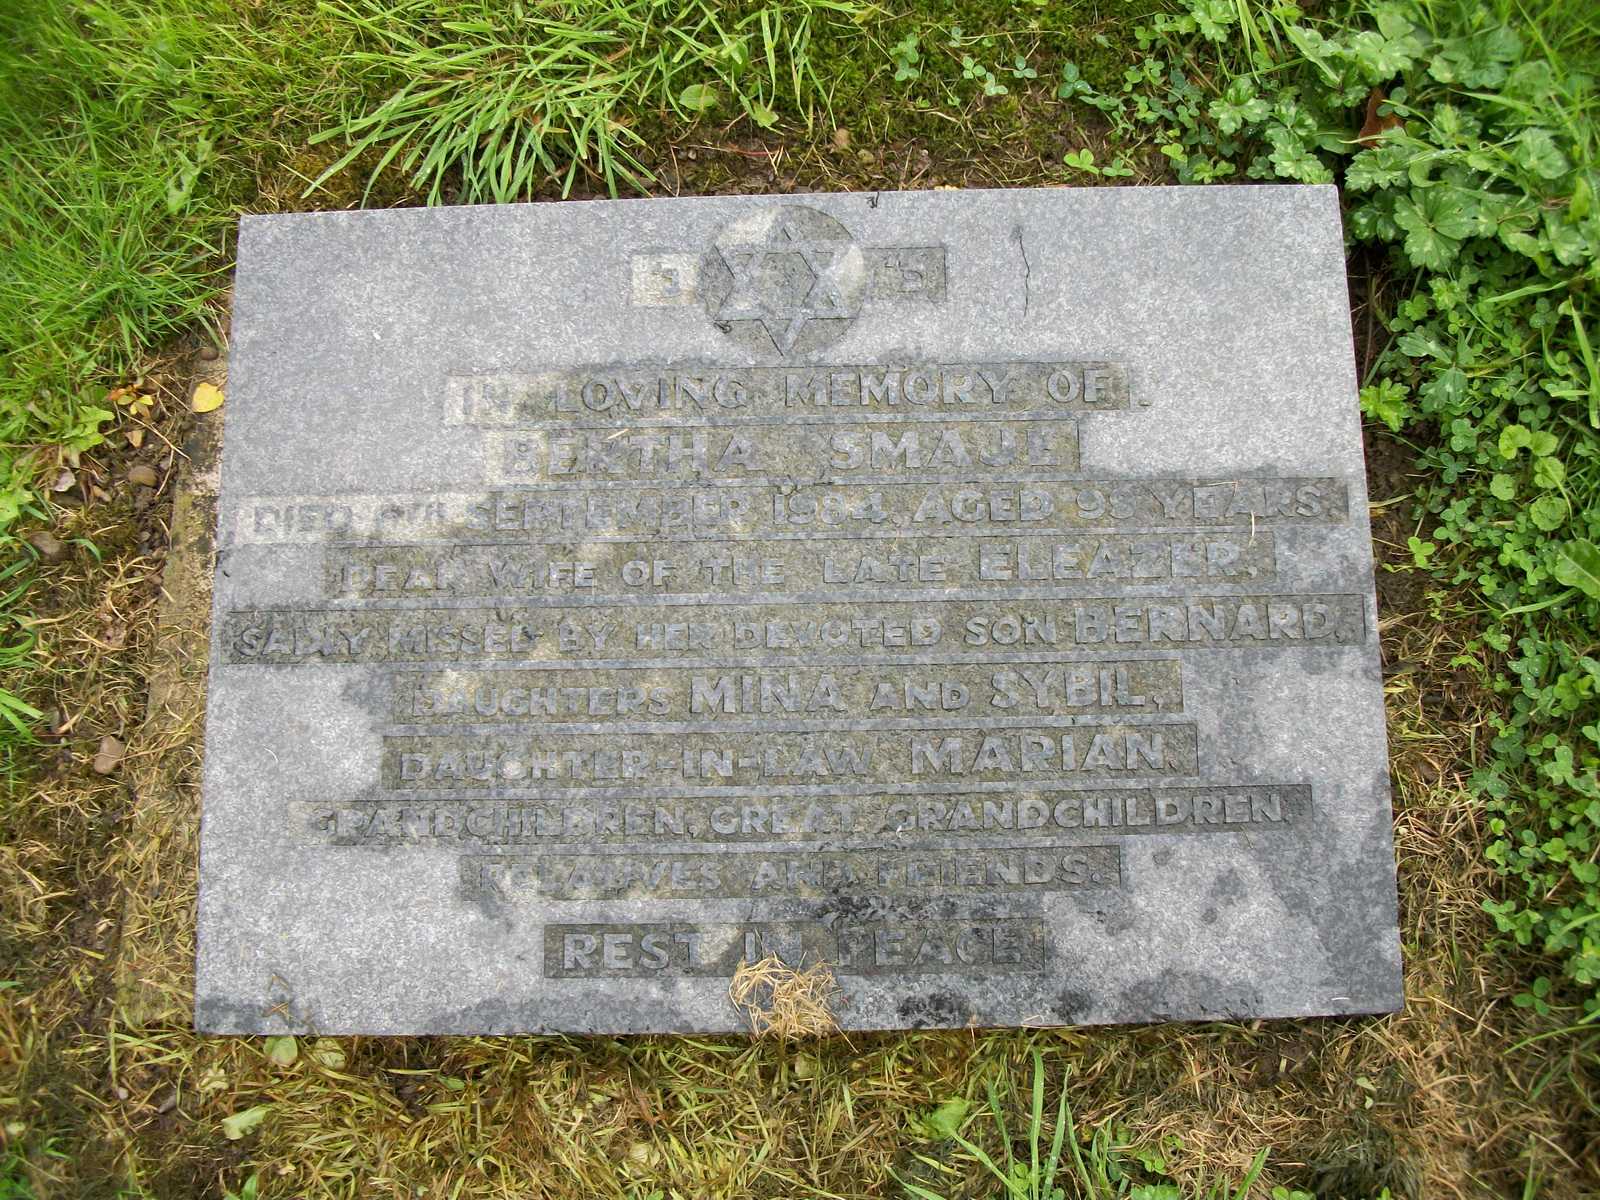 IN LOVING MEMORY OF
BERTHA SMAJE
DIED SEPTEMBER 1984, AGED 99 YEARS.
DEAR WIFE OF THE LATE ELEAZER.
SADLY MISSED BY HER DEVOTED SON BERNARD,
DAUGHTERS MINA AND SYBIL,
DAUGHTER-IN-LAW MARIAN,
GRANDCHILDREN, GREAT GRANDCHILDREN,
RELATIVES AND FRIENDS.
REST IN PEACE